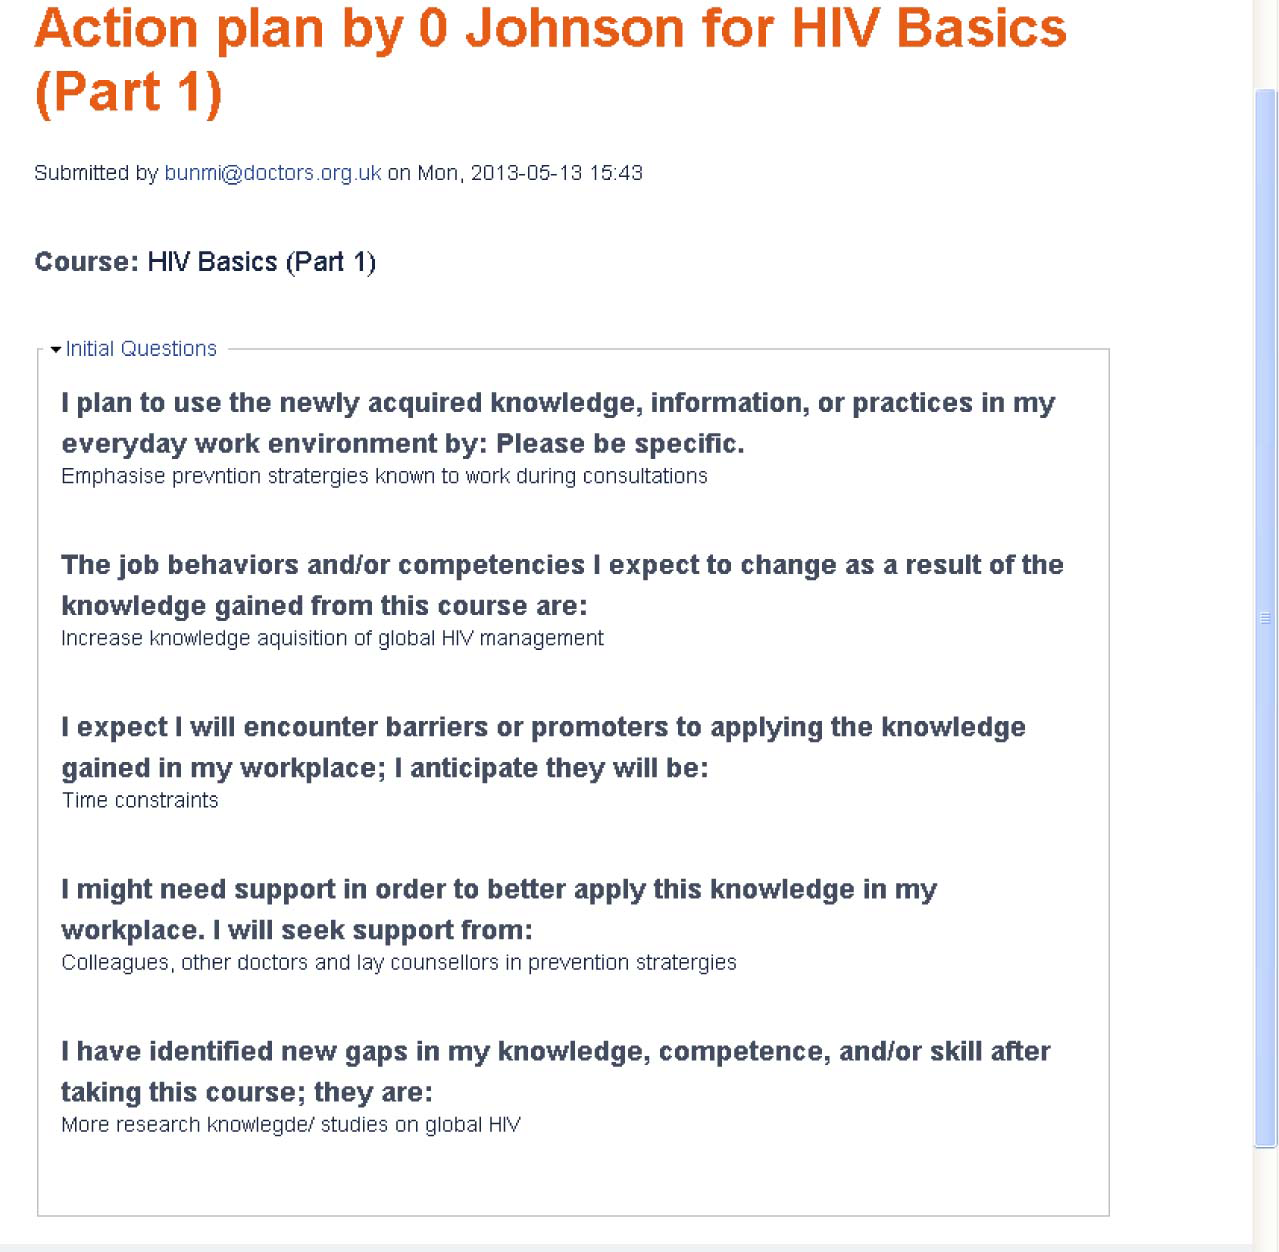 Action plan by 0 Johnson for HIV Basics
(Part 1)
Submitted by bunmi@doctors.org.uk on Mon, 2013-05-13 15:43
Course: HIV Basics (Part 1)
Initial Questions
I plan to use the newly acquired knowledge, information, or practices in my
everyday work environment by: Please be specific.
Emphasise prevntion stratergies known to work during consultations
The job behaviors and/or competencies I expect to change as a result of the
knowledge gained from this course are:
Increase knowledge aquisition of global HIV management
I expect I will encounter barriers or promoters to applying the knowledge
gained in my workplace; I anticipate they will be:
Time constraints
I might need support in order to better apply this knowledge in my
workplace. I will seek support from:
Colleagues, other doctors and lay counsellors in prevention stratergies
I have identified new gaps in my knowledge, competence, and/or skill after
taking this course; they are:
More research knowlegde/ studies on global HIV